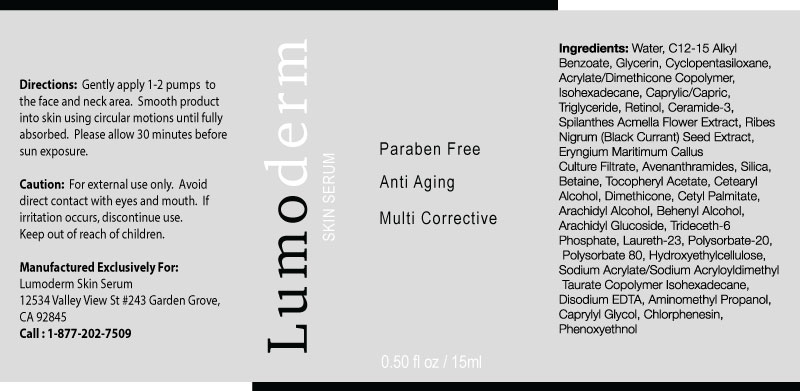 Directions: Gently apply 1-2 pumps to
the face and neck area. Smooth product
into skin using circular motions until fully
absorbed. Please allow 30 minutes before
sun exposure.
Caution: For external use only. Avoid
direct contact with eyes and mouth. If
irritation occurs, discontinue use.
Keep out of reach of children.
Manufactured Exclusively For:
Lumoderm Skin Serum
12534 Valley View St #243 Garden Grove,
CA 92845
Call : 1-877-202-7509
Lumoderm
SKIN SERUM
Paraben Free
Anti Aging
Multi Corrective
0.50 fl oz / 15ml
Ingredients: Water, C12-15 Alkyl
Benzoate, Glycerin, Cyclopentasiloxane,
Acrylate/Dimethicone Copolymer,
Isohexadecane, Caprylic/Capric,
Triglyceride, Retinol, Ceramide-3,
Spilanthes Acmella Flower Extract, Ribes
Nigrum (Black Currant) Seed Extract,
Eryngium Maritimum Callus
Culture Filtrate, Avenanthramides, Silica,
Betaine, Tocopheryl Acetate, Cetearyl
Alcohol, Dimethicone, Cetyl Palmitate,
Arachidyl Alcohol, Behenyl Alcohol,
Arachidyl Glucoside, Trideceth-6
Phosphate, Laureth-23, Polysorbate-20,
Polysorbate 80, Hydroxyethylcellulose,
Sodium Acrylate/Sodium Acryloyldimethyl
Taurate Copolymer Isohexadecane,
Disodium EDTA, Aminomethyl Propanol,
Caprylyl Glycol, Chlorphenesin,
Phenoxyethnol